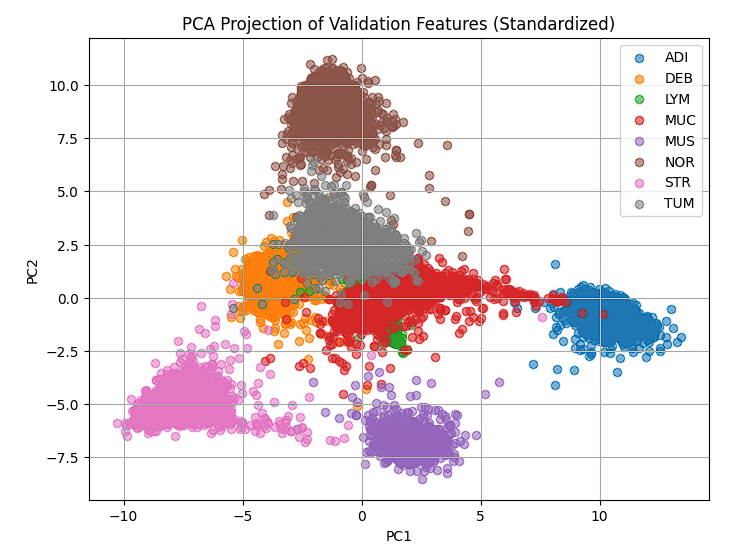 PCA Projection of Validation Features (Standardized)
ADI
DEB
LYM
MUC
MUS
NOR
STR
TUM
10.0
7.5
5.0
2.5
0.0
−2.5
−5.0
−7.5
PC2
−10
−5
0
5
10
PC1